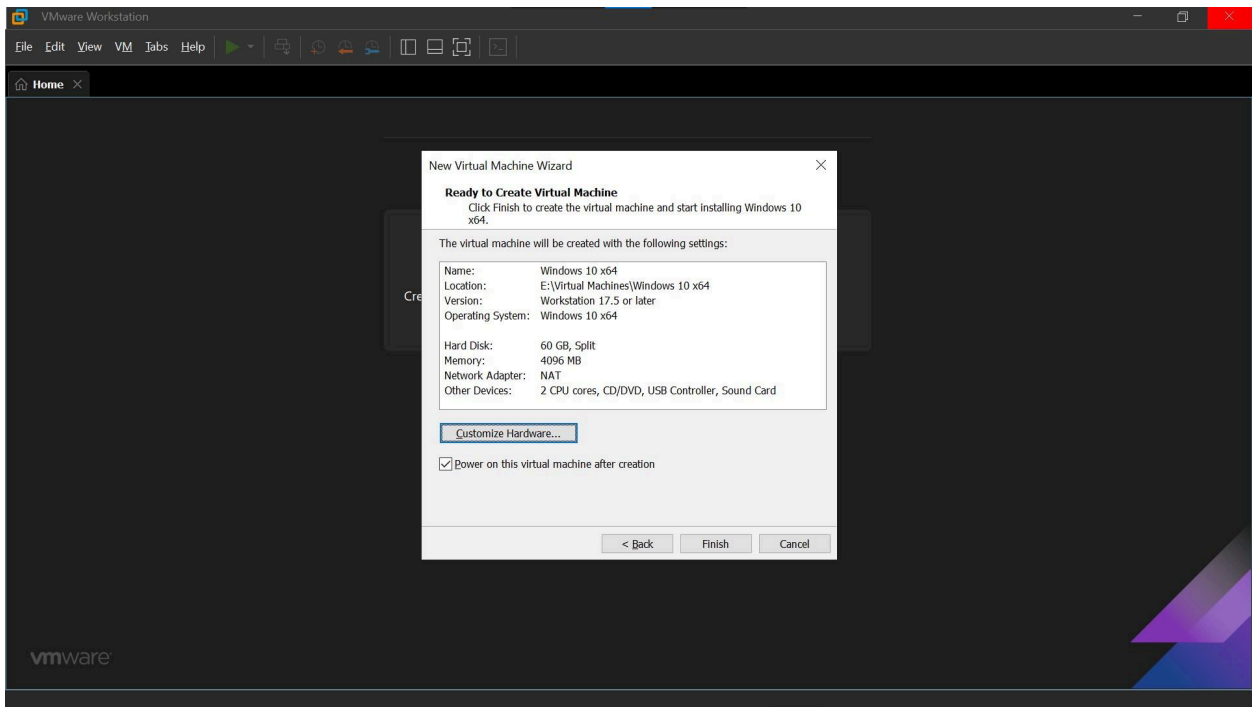 VMware Workstation
File Edit View VM Tabs Help
Home
Cre
New Virtual Machine Wizard
Ready to Create Virtual Machine
Click Finish to create the virtual machine and start installing Windows 10
x64.
The virtual machine will be created with the following settings:
Name: Windows 10 x64
Location: E:\Virtual Machines\Windows 10 x64
Version: Workstation 17.5 or later
Operating System: Windows 10 x64
Hard Disk: 60 GB, Split
Memory: 4096 MB
Network Adapter: NAT
Other Devices: 2 CPU cores, CD/DVD, USB Controller, Sound Card
Customize Hardware...
Power on this virtual machine after creation
< Back Finish Cancel
vmware